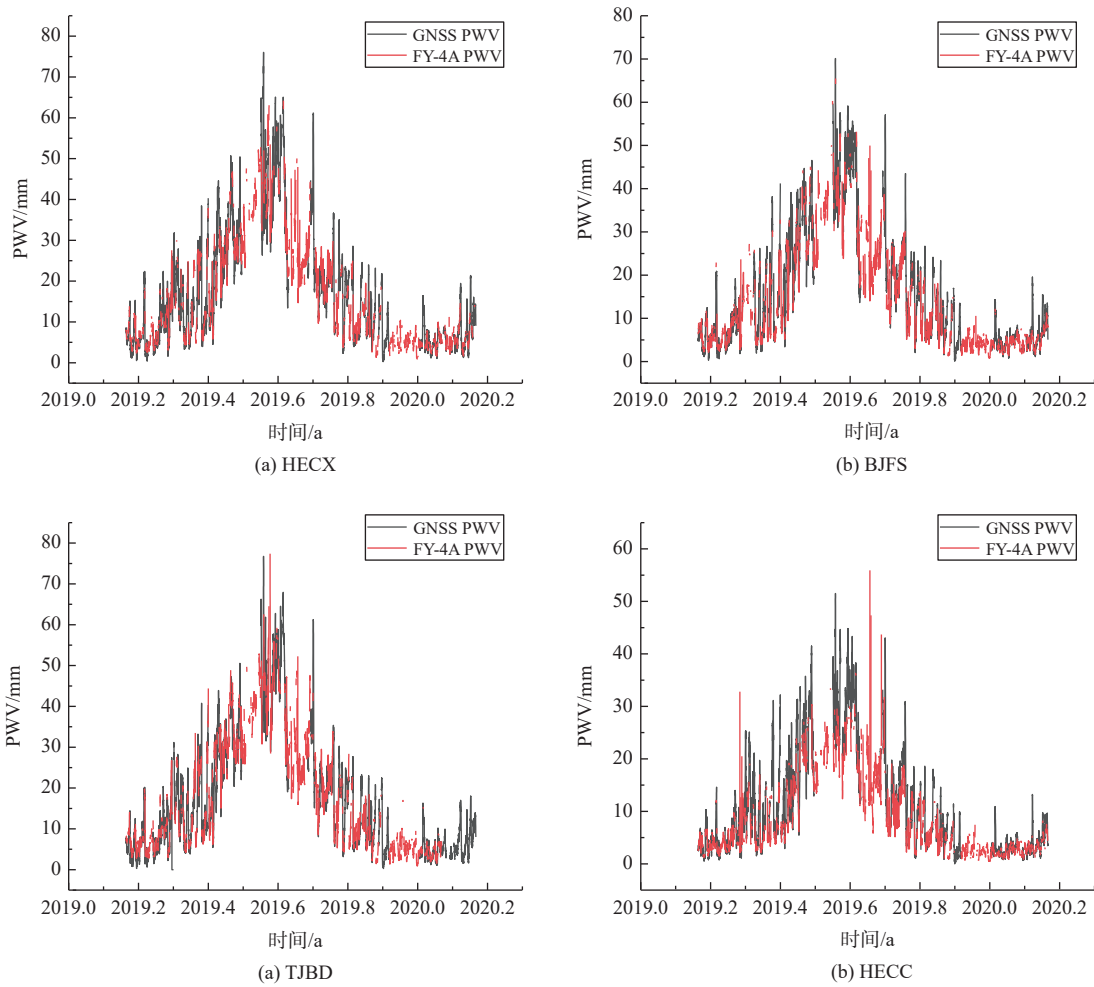 GNSS PWV
FY-4A PWV
80
70
60
50
40
30
20
10
0
PWV/mm
2019.0 2019.2 2019.4 2019.6 2019.8 2020.0 2020.2
时间/a
(a) HECX
GNSS PWV
FY-4A PWV
80
70
60
50
40
30
20
10
0
PWV/mm
2019.0 2019.2 2019.4 2019.6 2019.8 2020.0 2020.2
时间/a
(b) BJFS
GNSS PWV
FY-4A PWV
80
70
60
50
40
30
20
10
0
PWV/mm
2019.0 2019.2 2019.4 2019.6 2019.8 2020.0 2020.2
时间/a
(a) TJBD
GNSS PWV
FY-4A PWV
60
50
40
30
20
10
0
PWV/mm
2019.0 2019.2 2019.4 2019.6 2019.8 2020.0 2020.2
时间/a
(b) HECC